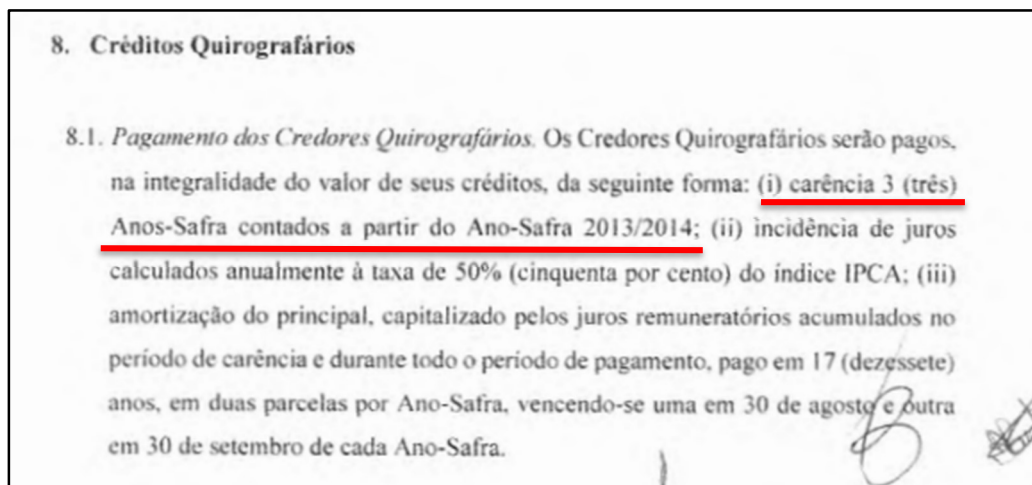 8. Créditos Quirografários
8.1. Pagamento dos Credores Quirografários. Os Credores Quirografários serão pagos,
na integralidade do valor de seus créditos, da seguinte forma: (i) carência 3 (três)
Anos-Safra contados a partir do Ano-Safra 2013/2014; (ii) incidência de juros
calculados anualmente à taxa de 50% (cinquenta por cento) do índice IPCA; (iii)
amortização do principal, capitalizado pelos juros remuneratórios acumulados no
período de carência e durante todo o período de pagamento, pago em 17 (dezessete)
anos, em duas parcelas por Ano-Safra, vencendo-se uma em 30 de agosto e outra
em 30 de setembro de cada Ano-Safra.